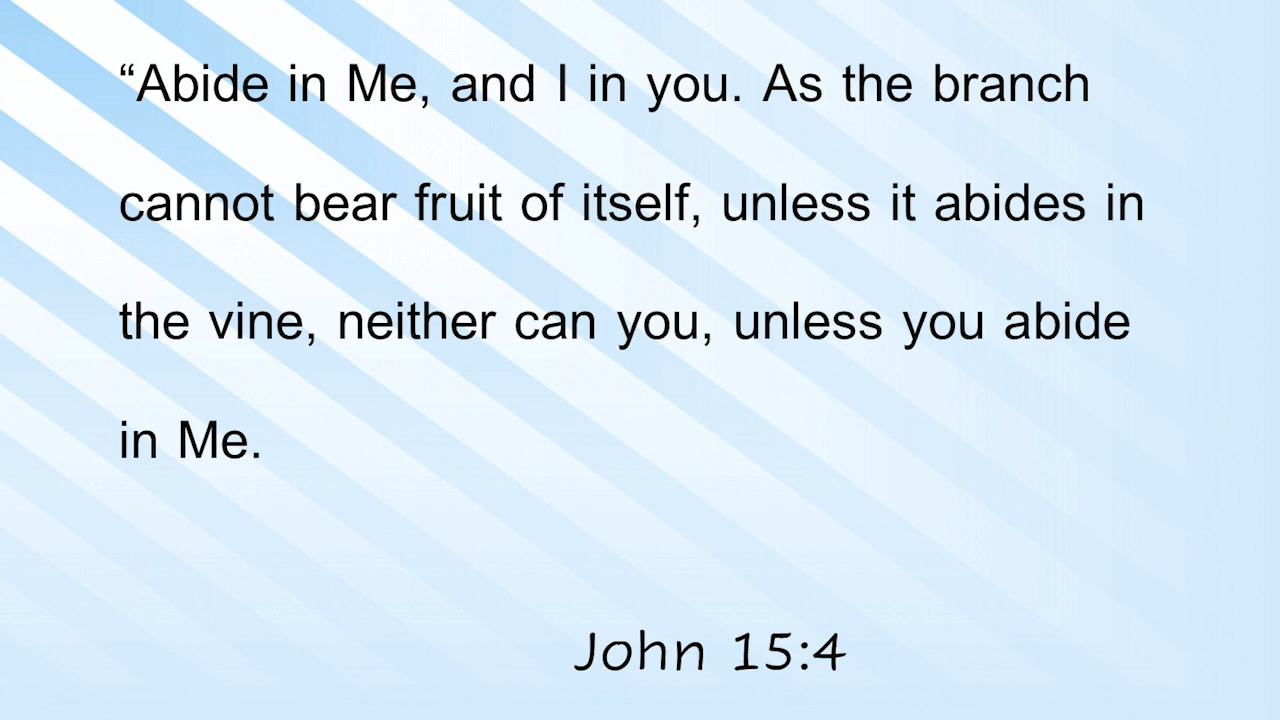 “Abide in Me, and I in you. As the branch
cannot bear fruit of itself, unless it abides in
the vine, neither can you, unless you abide
in Me.
John 15:4